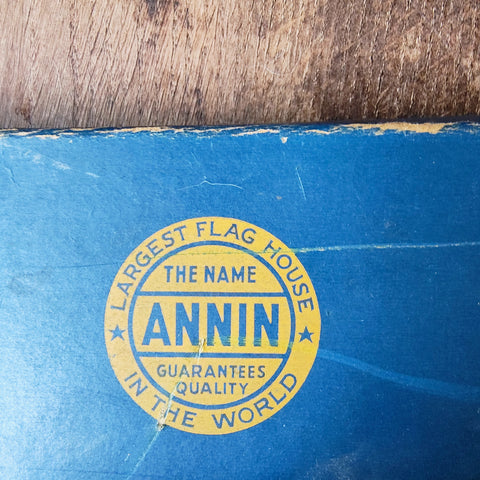 LARGEST FLAG HOUSE
THE NAME
ANNIN
GUARANTEES
QUALITY
IN THE WORLD